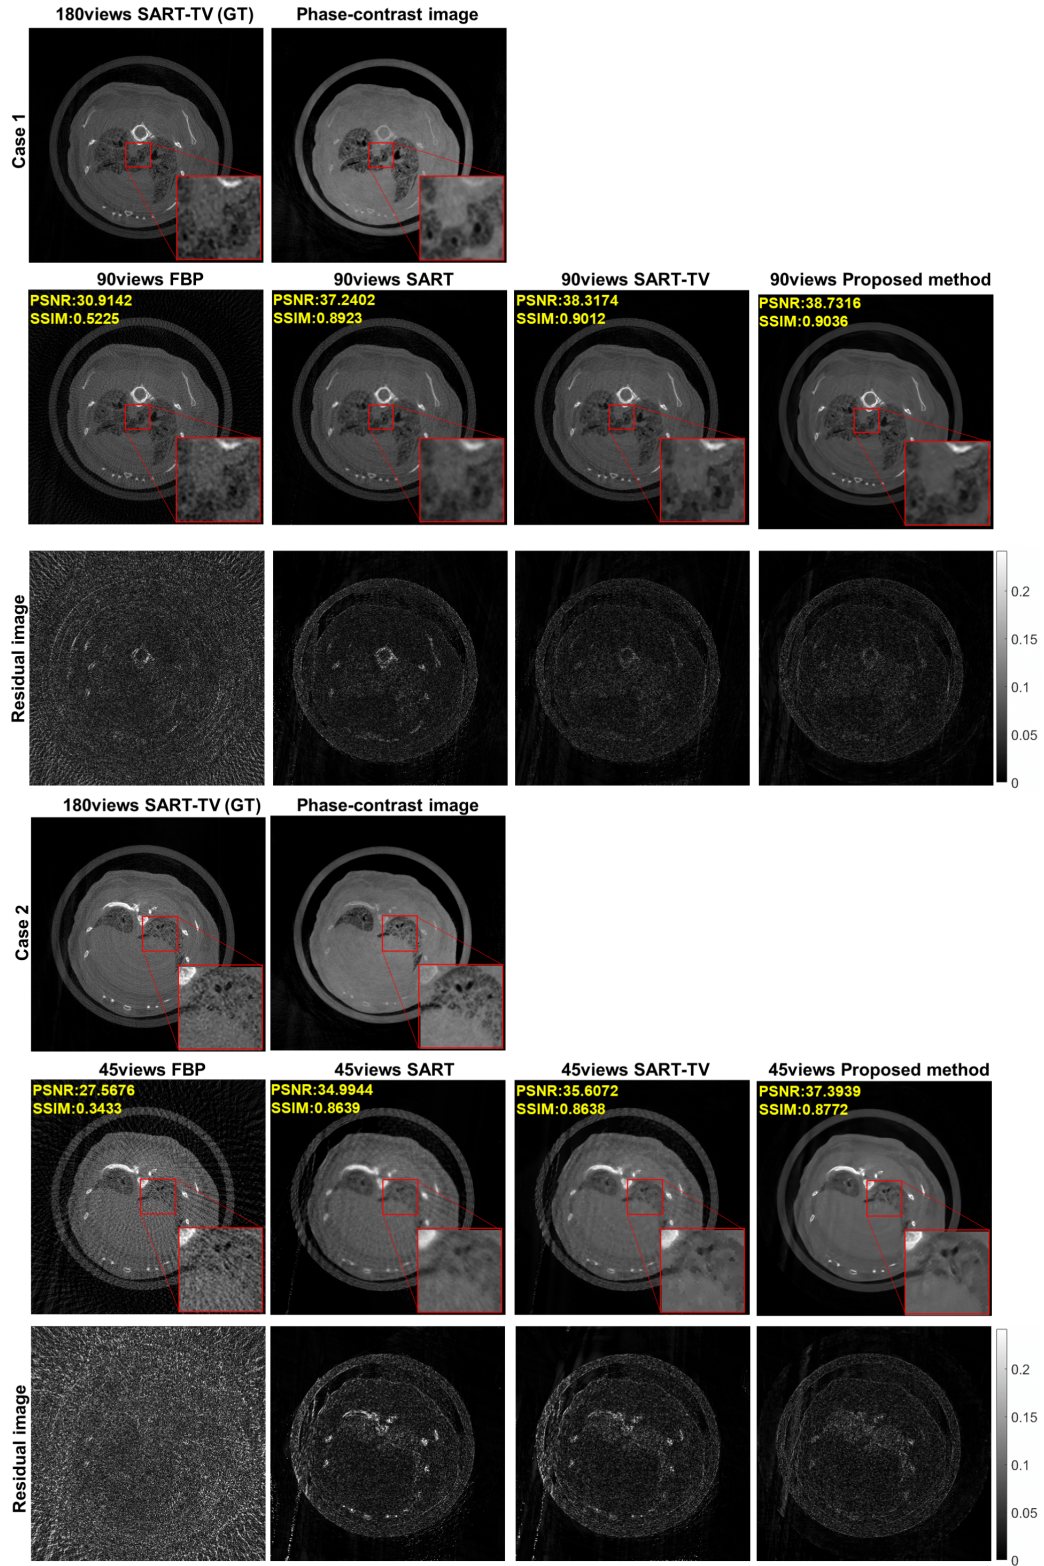 180views SART-TV (GT)
Phase-contrast image
Case 1
90views FBP
90views SART
90views SART-TV
90views Proposed method
PSNR:30.9142
SSIM:0.5225
PSNR:37.2402
SSIM:0.8923
PSNR:38.3174
SSIM:0.9012
PSNR:38.7316
SSIM:0.9036
Residual image
0.2
0.15
0.1
0.05
0
180views SART-TV (GT)
Phase-contrast image
Case 2
45views FBP
45views SART
45views SART-TV
45views Proposed method
PSNR:27.5676
SSIM:0.3433
PSNR:34.9944
SSIM:0.8639
PSNR:35.6072
SSIM:0.8638
PSNR:37.3939
SSIM:0.8772
Residual image
0.2
0.15
0.1
0.05
0